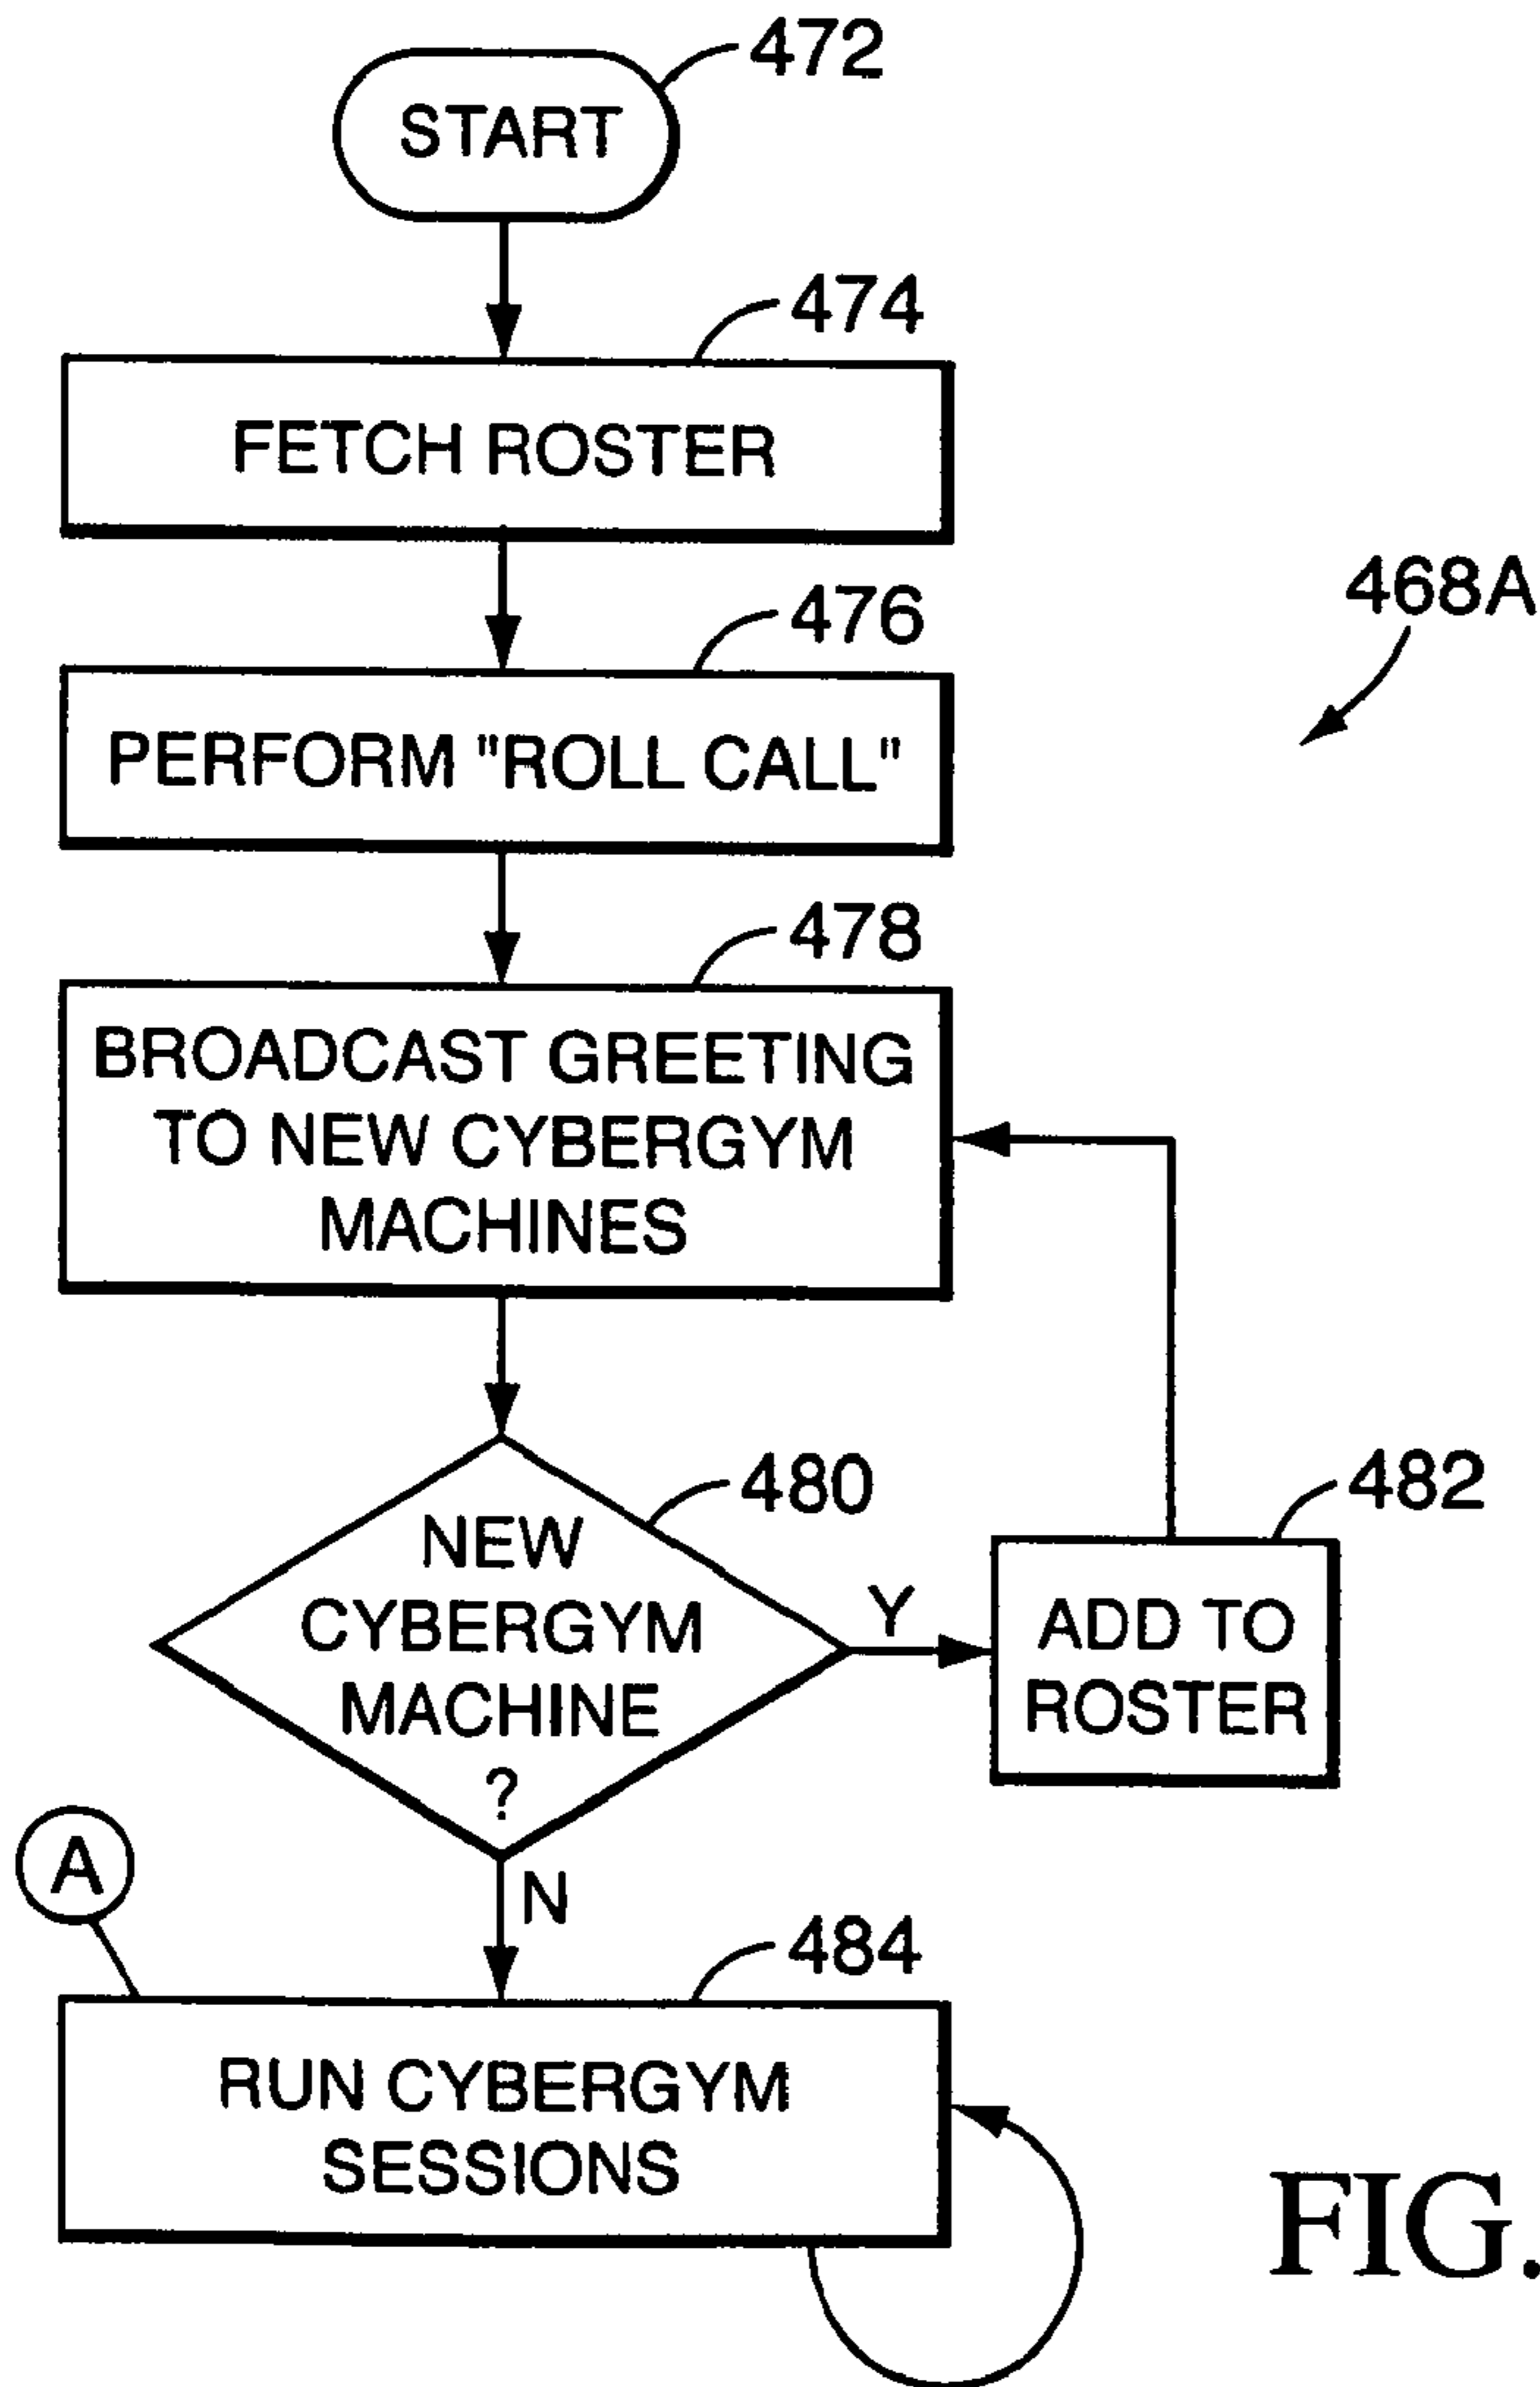 472
START
474
FETCH ROSTER
476
468A
PERFORM "ROLL CALL"
478
BROADCAST GREETING
TO NEW CYBERGYM
MACHINES
480
482
NEW
CYBERGYM
MACHINE
?
Y
ADD TO
ROSTER
A
N
484
RUN CYBERGYM
SESSIONS
FIG.